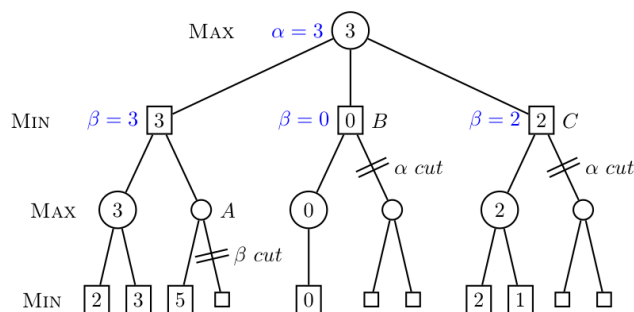 MAX α = 3 3
MIN β = 3 3 β = 0 0 B β = 2 2 C
α cut α cut
MAX 3 A 0 2
β cut
MIN 2 3 5 0 2 1